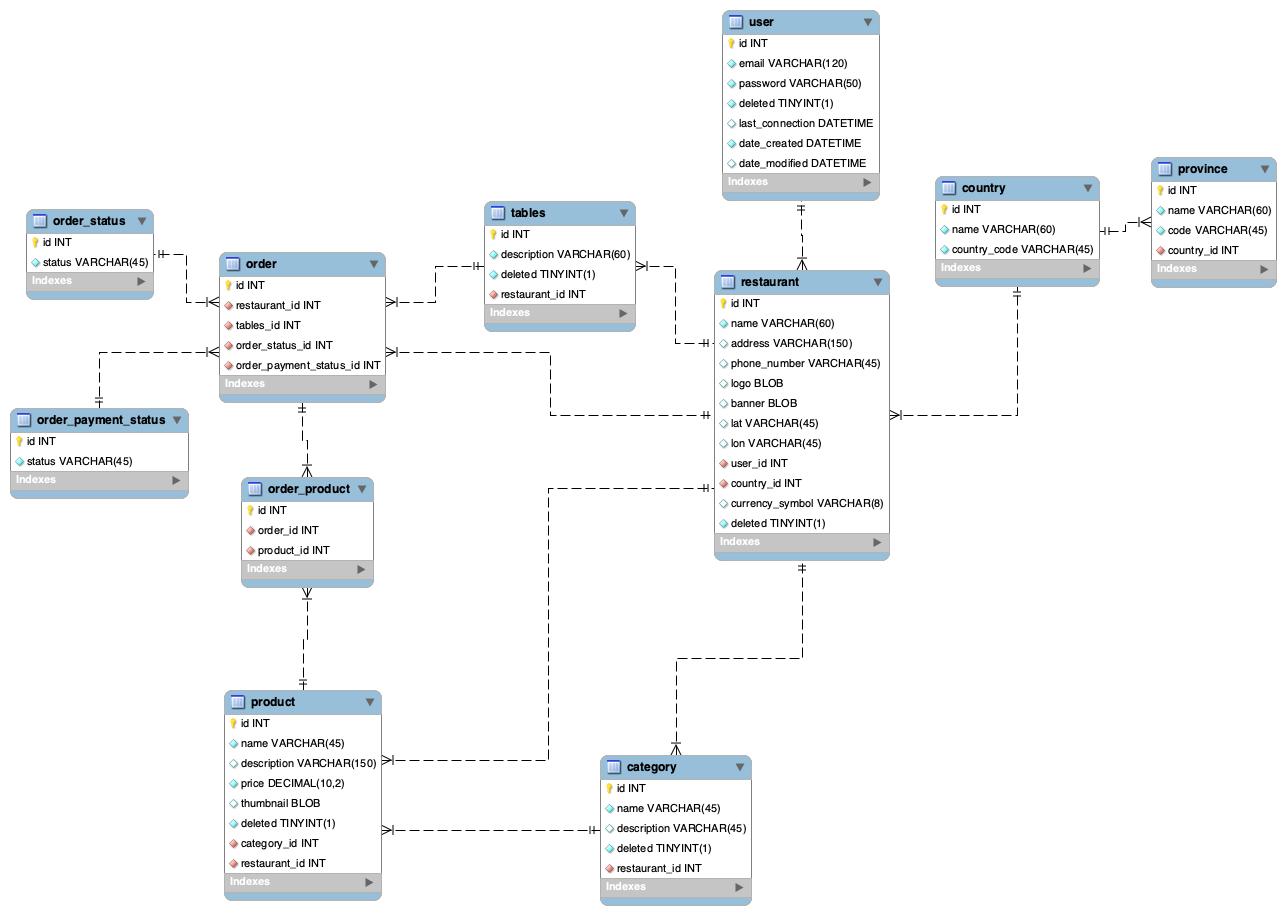 user
id INT
email VARCHAR(120)
password VARCHAR(50)
deleted TINYINT(1)
last_connection DATETIME
date_created DATETIME
date_modified DATETIME
Indexes
province
id INT
name VARCHAR(60)
code VARCHAR(45)
country_id INT
Indexes
country
id INT
name VARCHAR(60)
country_code VARCHAR(45)
Indexes
tables
id INT
description VARCHAR(60)
deleted TINYINT(1)
restaurant_id INT
Indexes
order_status
id INT
status VARCHAR(45)
Indexes
order
id INT
restaurant_id INT
tables_id INT
order_status_id INT
order_payment_status_id INT
Indexes
restaurant
id INT
name VARCHAR(60)
address VARCHAR(150)
phone_number VARCHAR(45)
logo BLOB
banner BLOB
lat VARCHAR(45)
lon VARCHAR(45)
user_id INT
country_id INT
currency_symbol VARCHAR(8)
deleted TINYINT(1)
Indexes
order_payment_status
id INT
status VARCHAR(45)
Indexes
order_product
id INT
order_id INT
product_id INT
Indexes
product
id INT
name VARCHAR(45)
description VARCHAR(150)
price DECIMAL(10,2)
thumbnail BLOB
deleted TINYINT(1)
category_id INT
restaurant_id INT
Indexes
category
id INT
name VARCHAR(45)
description VARCHAR(45)
deleted TINYINT(1)
restaurant_id INT
Indexes